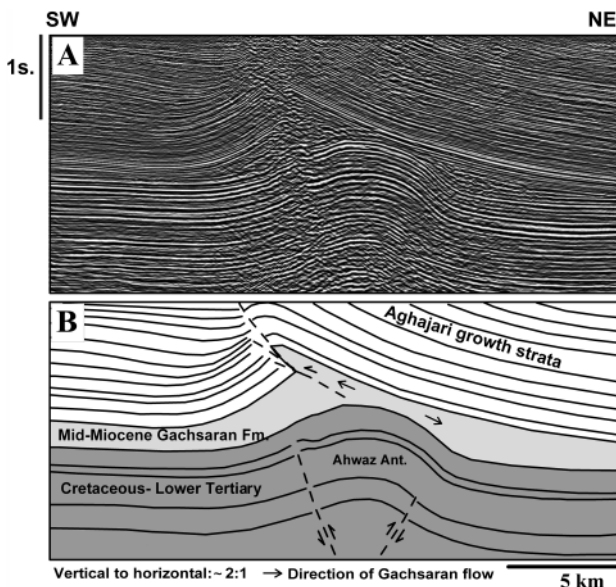 SW NE
A
1s.
B
Aghajari growth strata
Mid-Miocene Gachsaran Fm.
Ahwaz Ant.
Cretaceous- Lower Tertiary
Vertical to horizontal:~ 2:1 → Direction of Gachsaran flow
5 km